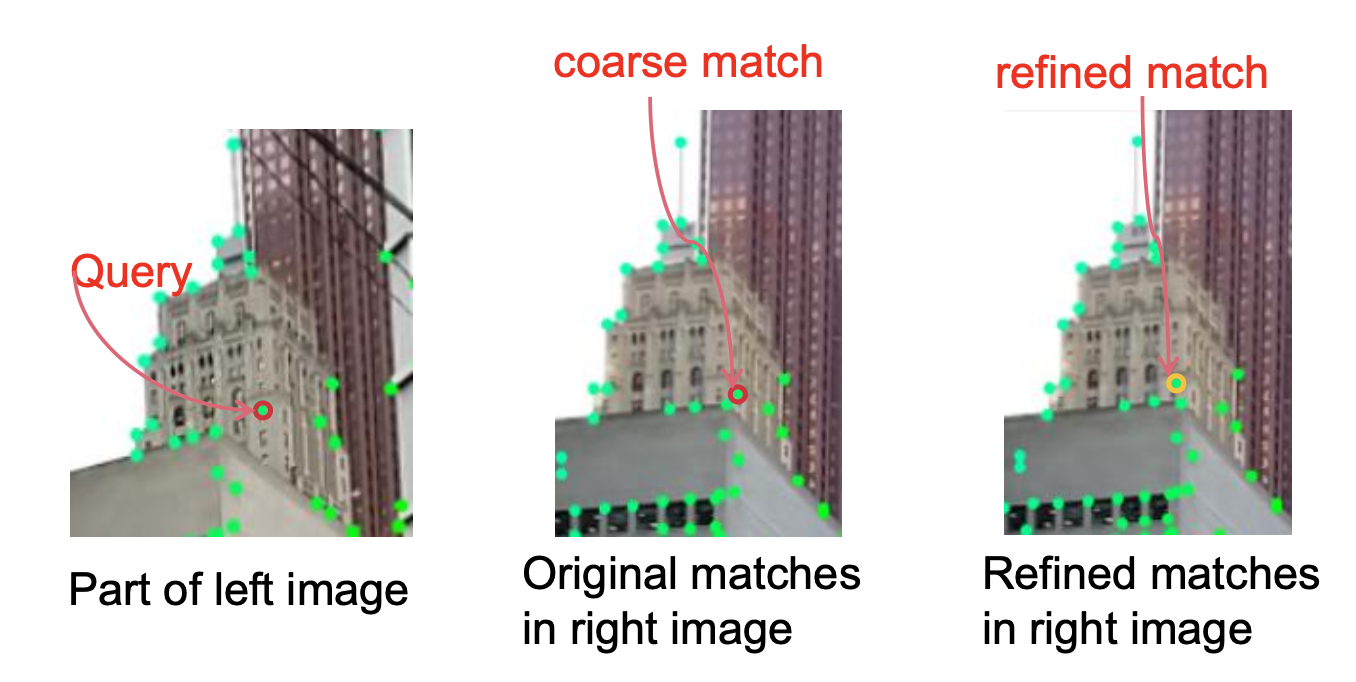 coarse match
refined match
Query
Part of left image
Original matches
in right image
Refined matches
in right image